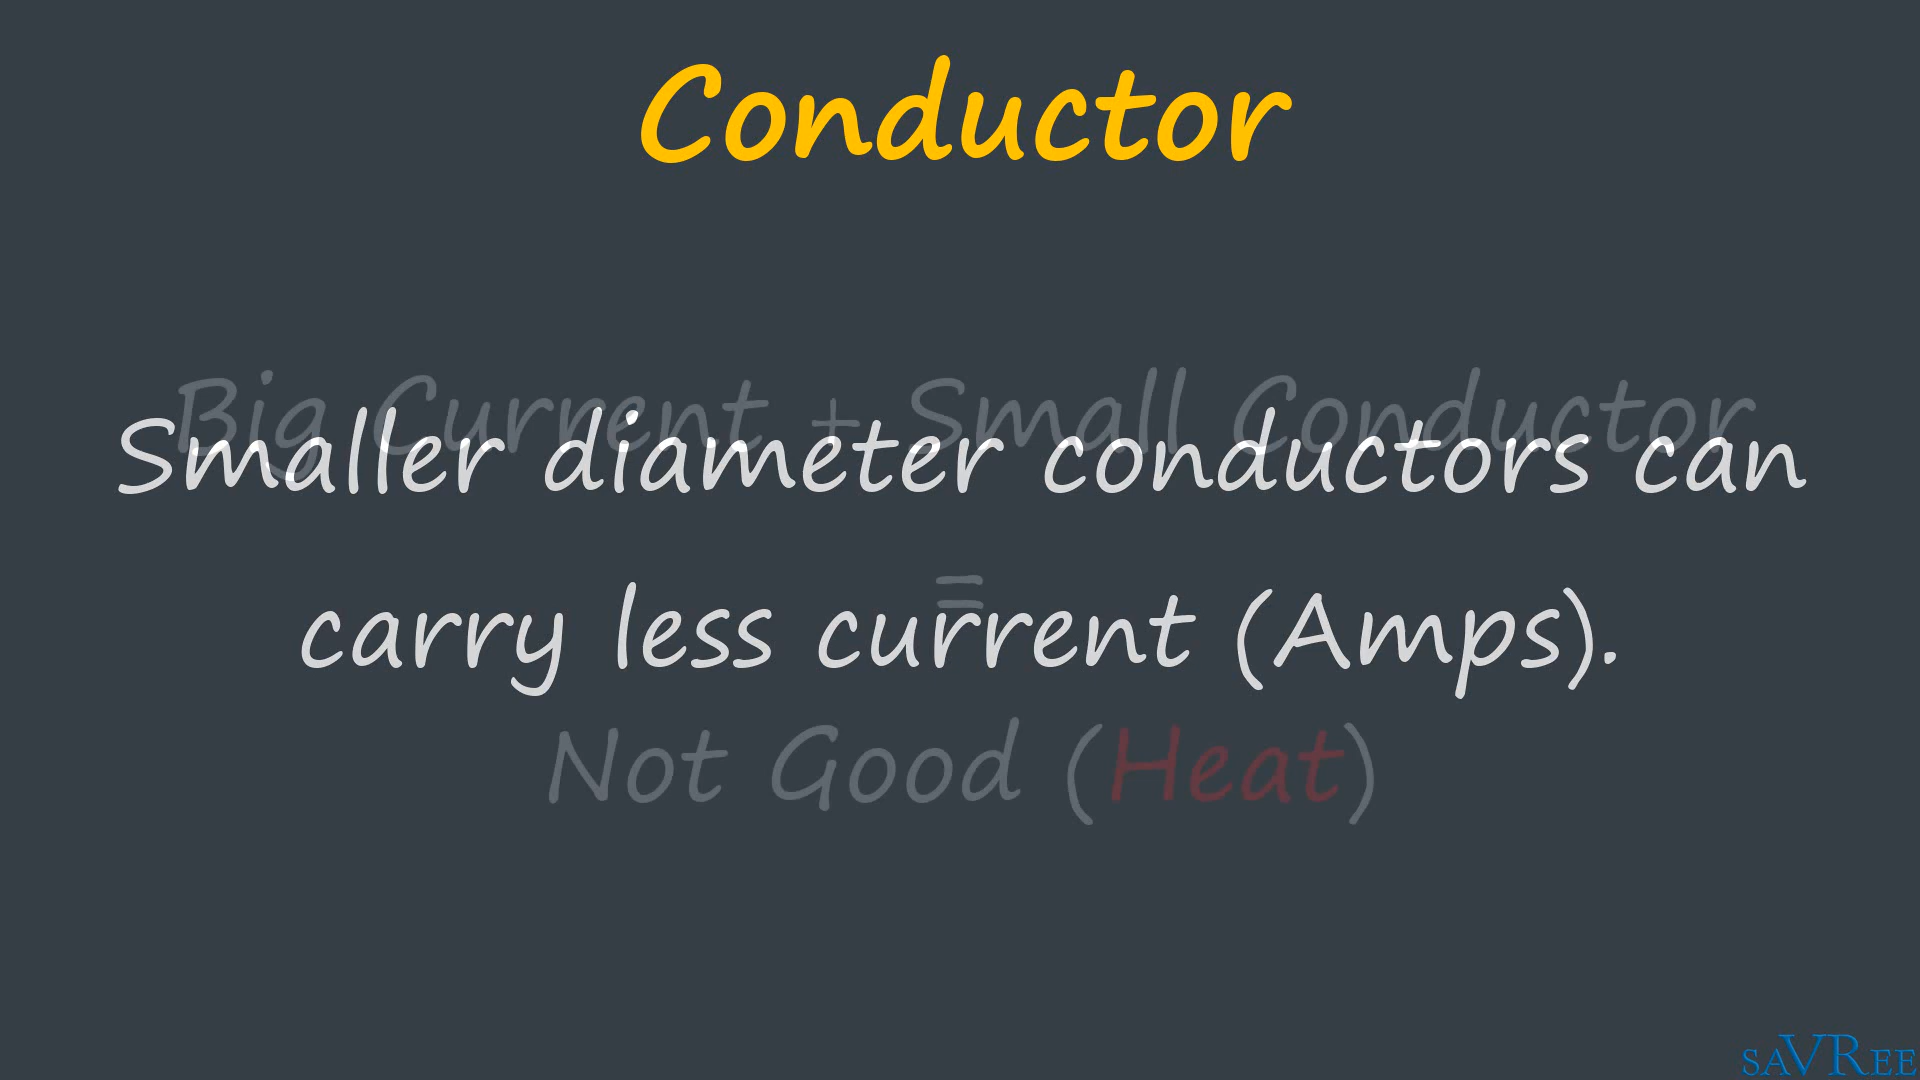 Conductor
Big Current + Small Conductor
Smaller diameter conductors can
=
carry less current (Amps).
Not Good (Heat)
saVRee